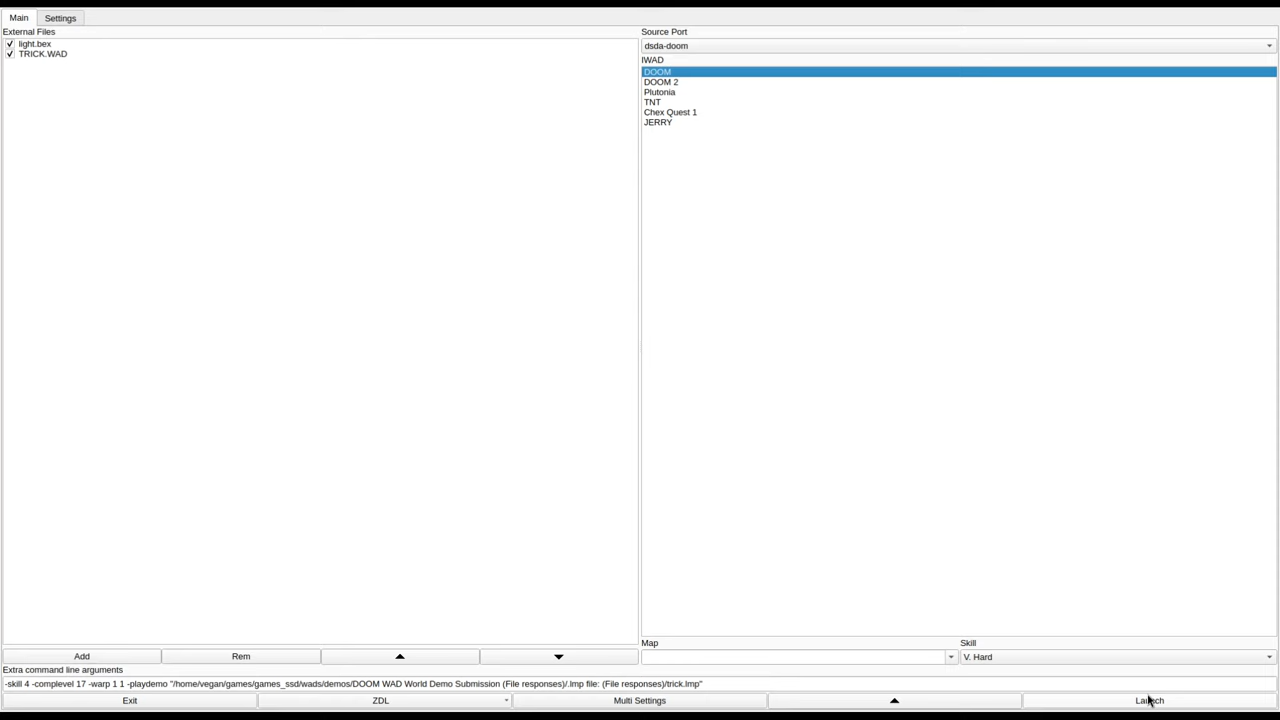 Main Settings
External Files
light.bex
TRICK.WAD
Source Port
dsda-doom
IWAD
DOOM
DOOM 2
Plutonia
TNT
Chex Quest 1
JERRY
Map Skill
V. Hard
Add Rem
Extra command line arguments
-skill 4 -complevel 17 -warp 1 1 -playdemo "/home/vegan/games/games_ssd/wads/demos/DOOM WAD World Demo Submission (File responses)/.lmp file: (File responses)/trick.lmp"
Exit ZDL Multi Settings Launch